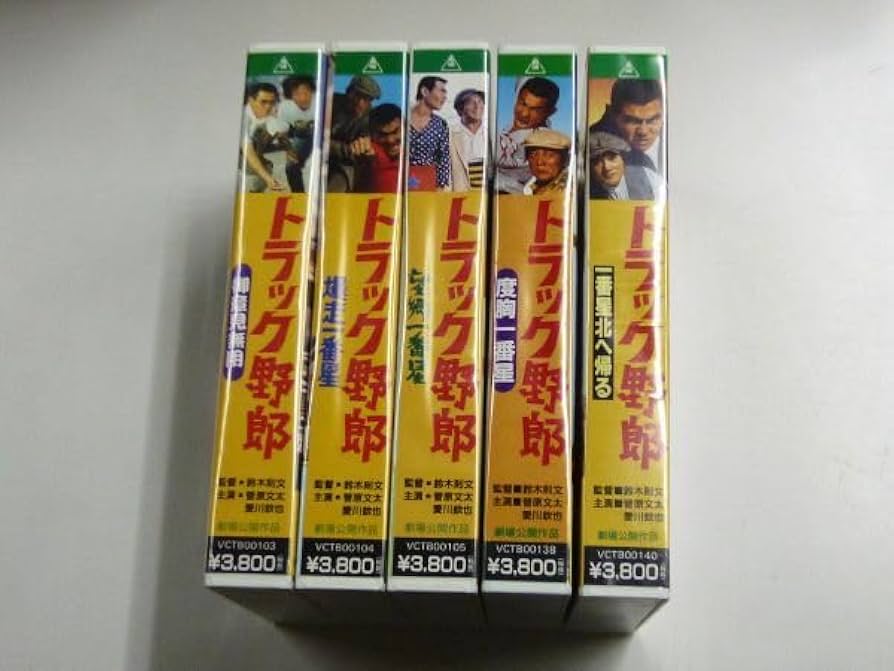 トラック野郎
御意見無用
監督●鈴木則文
主演●菅原文太
愛川欽也
劇場公開作品
VCTB00103
¥3,800
トラック野郎
爆走一番星
監督●鈴木則文
主演●菅原文太
愛川欽也
劇場公開作品
VCTB00104
¥3,800
トラック野郎
望郷一番星
監督●鈴木則文
主演●菅原文太
愛川欽也
劇場公開作品
VCTB00105
¥3,800
トラック野郎
度胸一番星
監督■鈴木則文
主演■菅原文太
愛川欽也
劇場公開作品
VCTB00138
¥3,800
トラック野郎
一番星北へ帰る
監督■鈴木則文
主演■菅原文太
愛川欽也
劇場公開作品
VCTB00140
¥3,800